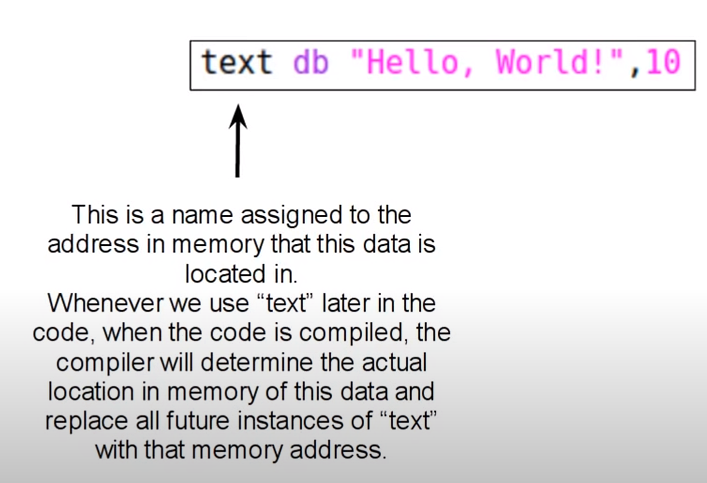 text db "Hello, World!",10
This is a name assigned to the
address in memory that this data is
located in.
Whenever we use “text” later in the
code, when the code is compiled, the
compiler will determine the actual
location in memory of this data and
replace all future instances of “text”
with that memory address.